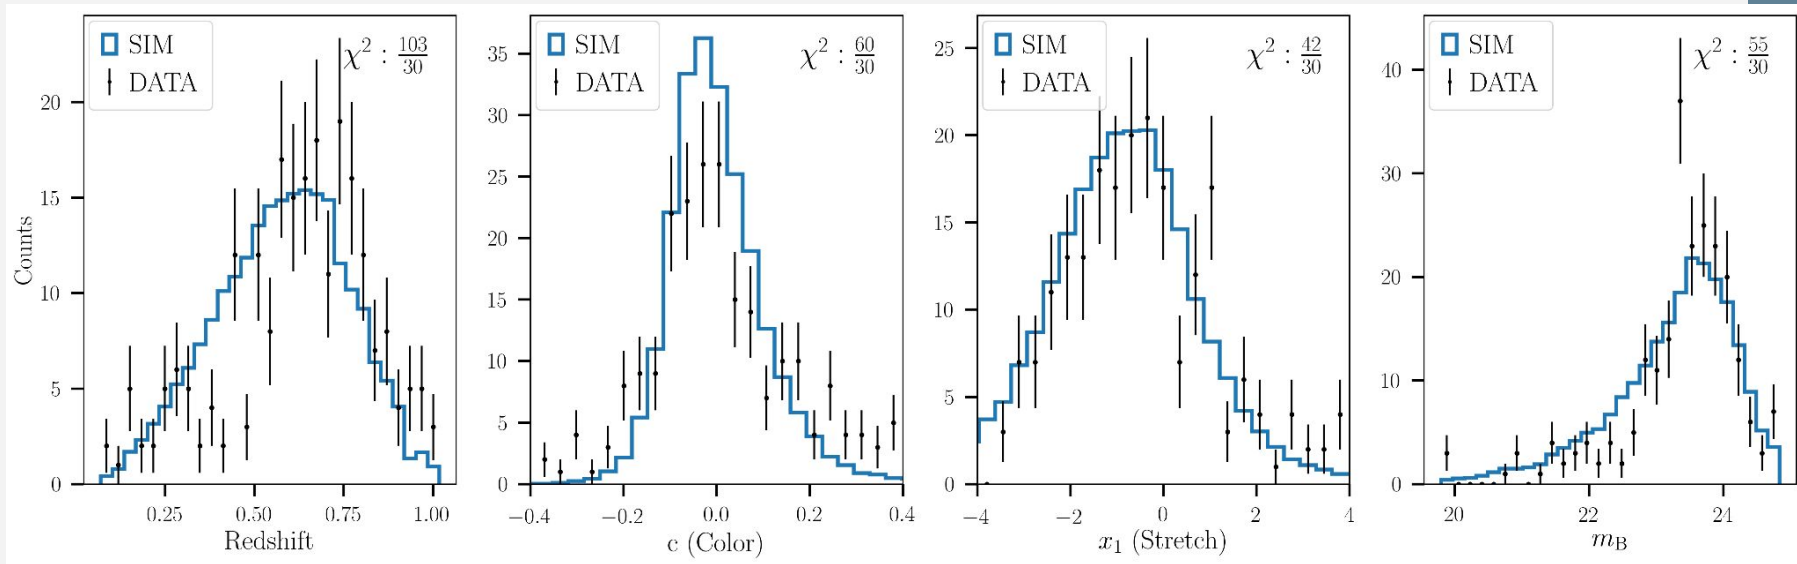 SIM
DATA
χ² : 103/30
20
15
10
5
0
Counts
0.25 0.50 0.75 1.00
Redshift
SIM
DATA
χ² : 60/30
35
30
25
20
15
10
5
0
−0.4 −0.2 0.0 0.2 0.4
c (Color)
SIM
DATA
χ² : 42/30
25
20
15
10
5
0
−4 −2 0 2 4
x₁ (Stretch)
SIM
DATA
χ² : 55/30
40
30
20
10
0
20 22 24
m_B